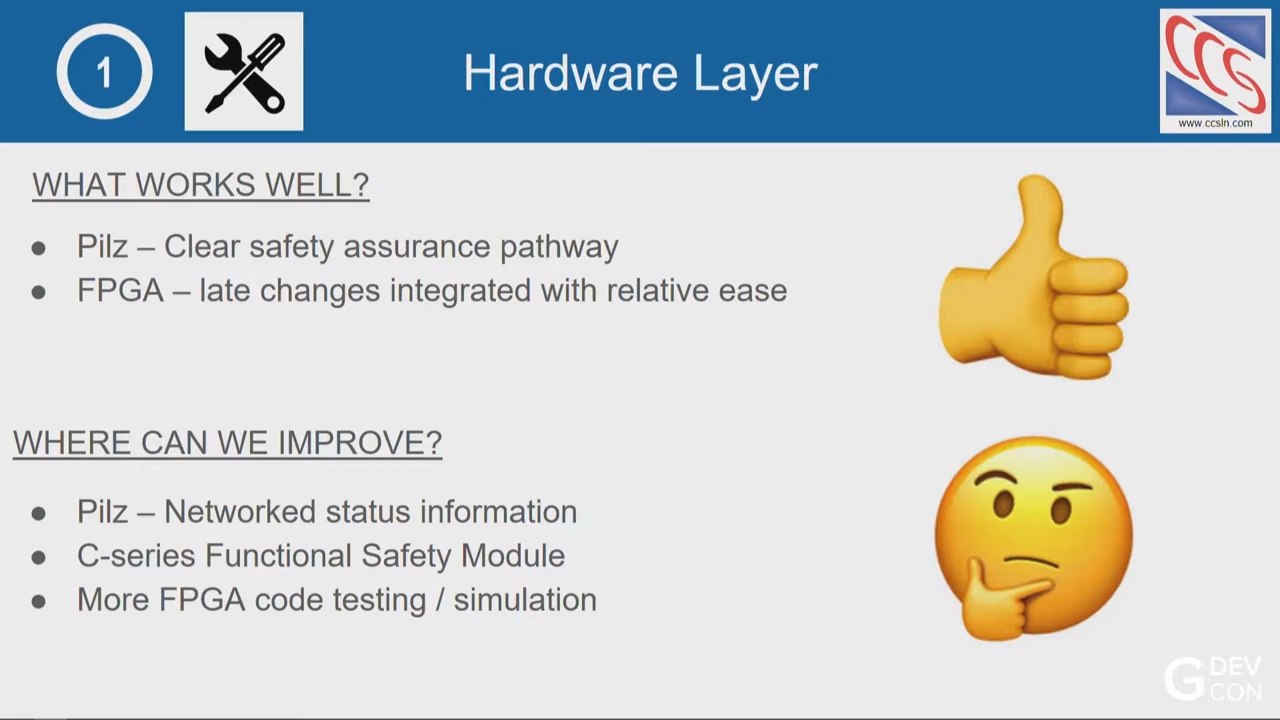 1
Hardware Layer
CCS
www.ccsln.com
WHAT WORKS WELL?
● Pilz – Clear safety assurance pathway
● FPGA – late changes integrated with relative ease
WHERE CAN WE IMPROVE?
● Pilz – Networked status information
● C-series Functional Safety Module
● More FPGA code testing / simulation
G DEV
CON